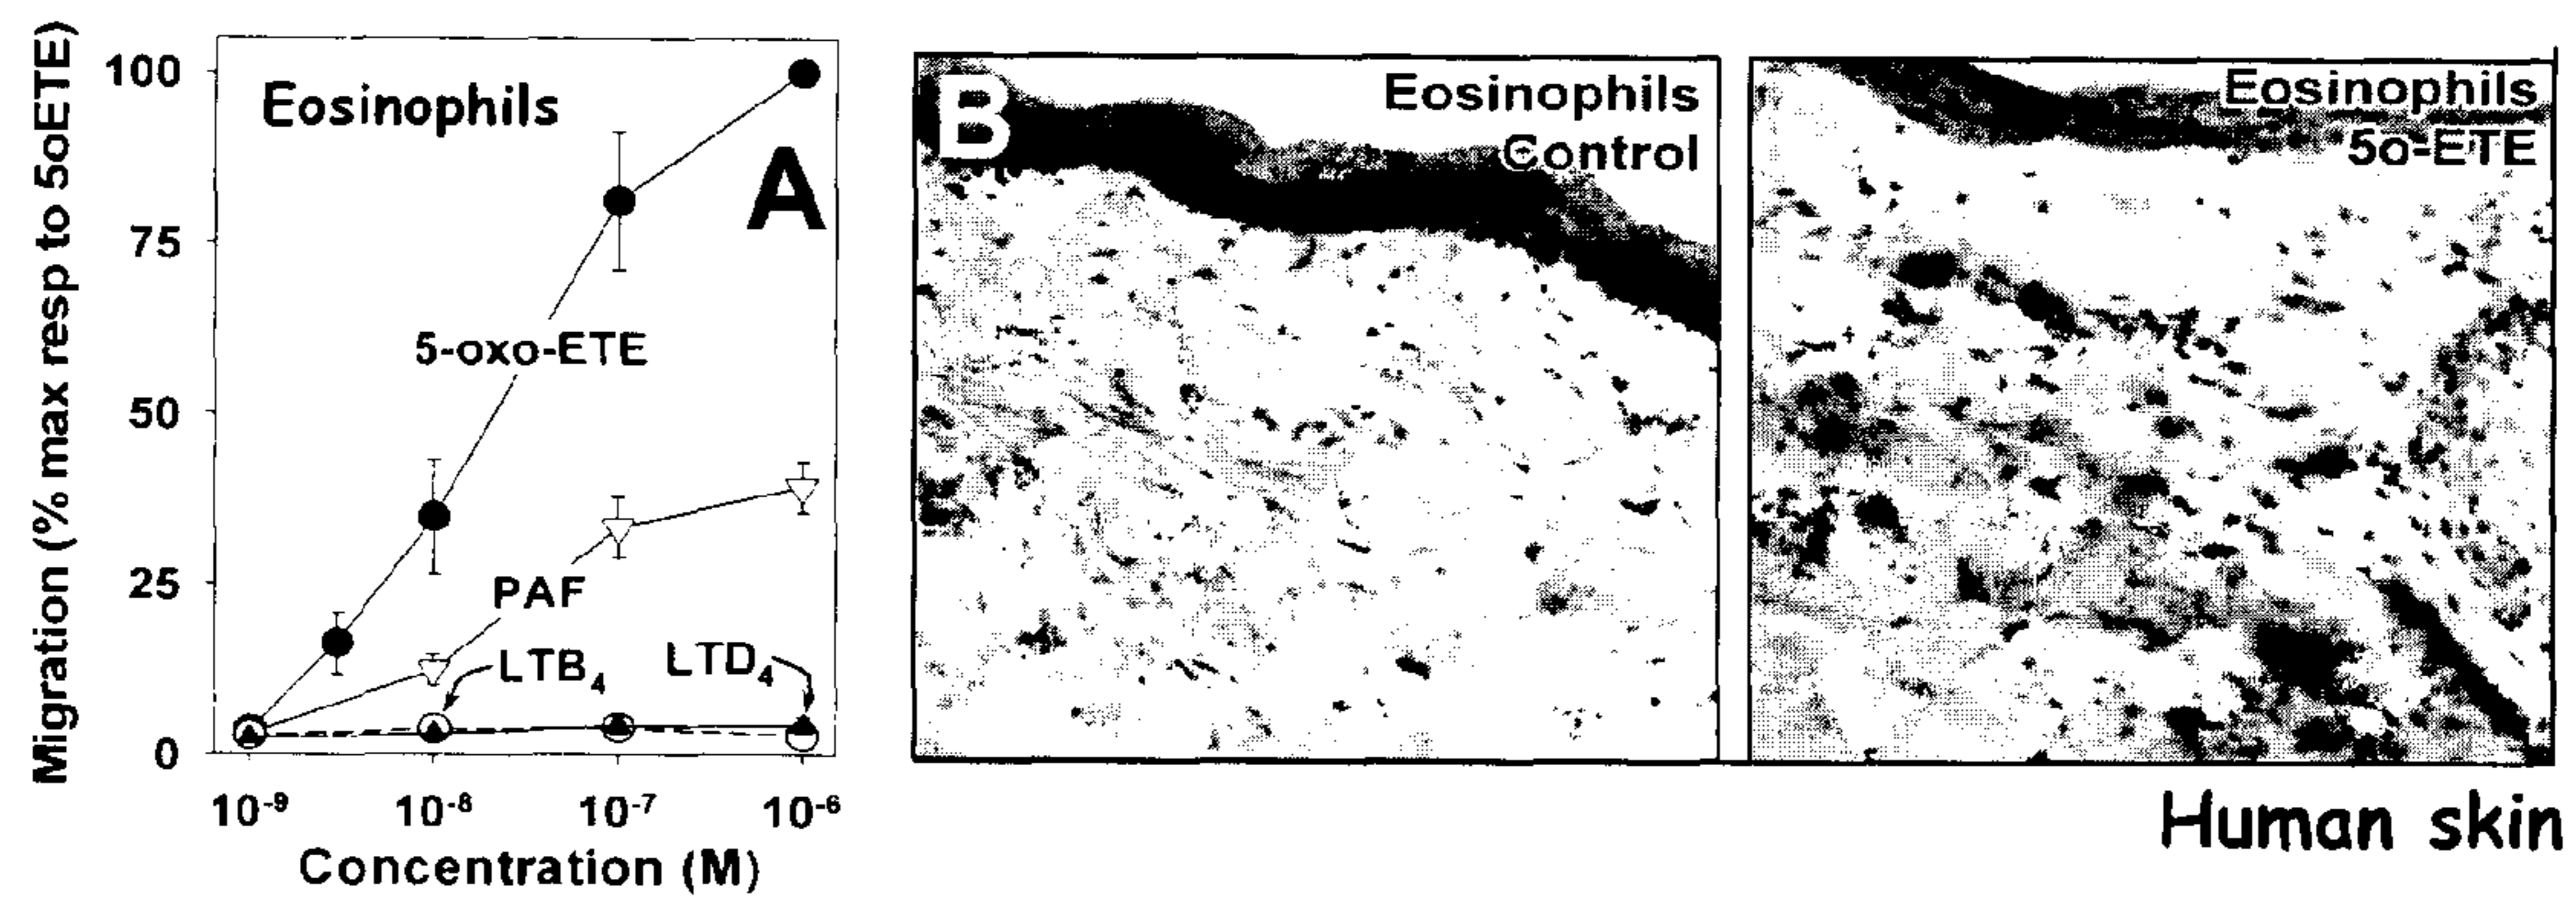 Migration (% max resp to 5oETE)
100
75
50
25
0
Eosinophils
A
5-oxo-ETE
PAF
LTB4
LTD4
10-9
10-8
10-7
10-6
Concentration (M)
B
Eosinophils
Control
Eosinophils
5o-ETE
Human skin